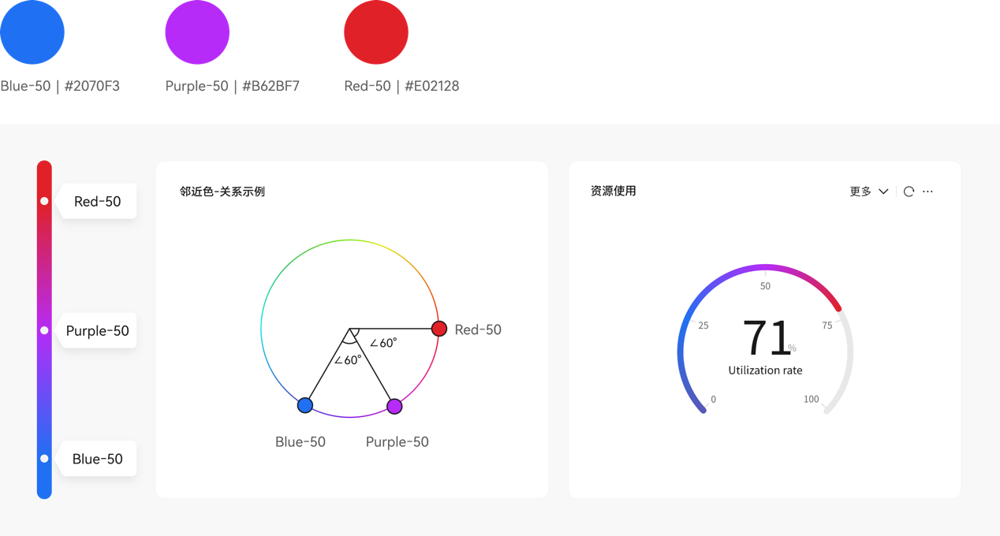 Blue-50 | #2070F3
Purple-50 | #B62BF7
Red-50 | #E02128
Red-50
Purple-50
Blue-50
邻近色-关系示例
∠60°
∠60°
Red-50
Blue-50
Purple-50
资源使用
更多
50
25
75
71%
Utilization rate
0
100